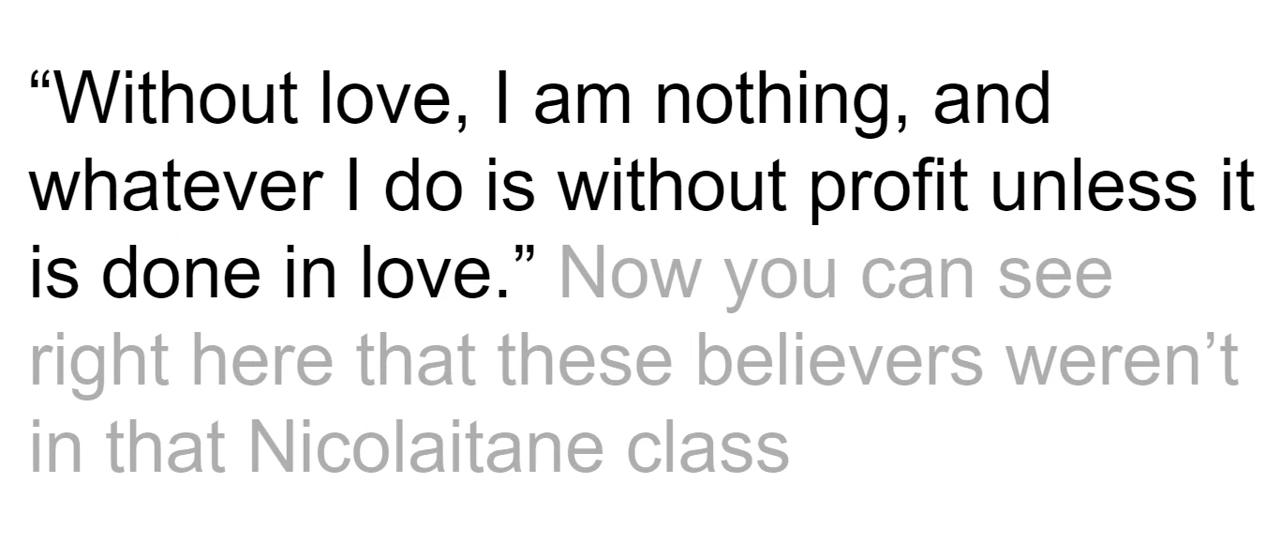 “Without love, I am nothing, and
whatever I do is without profit unless it
is done in love.” Now you can see
right here that these believers weren’t
in that Nicolaitane class